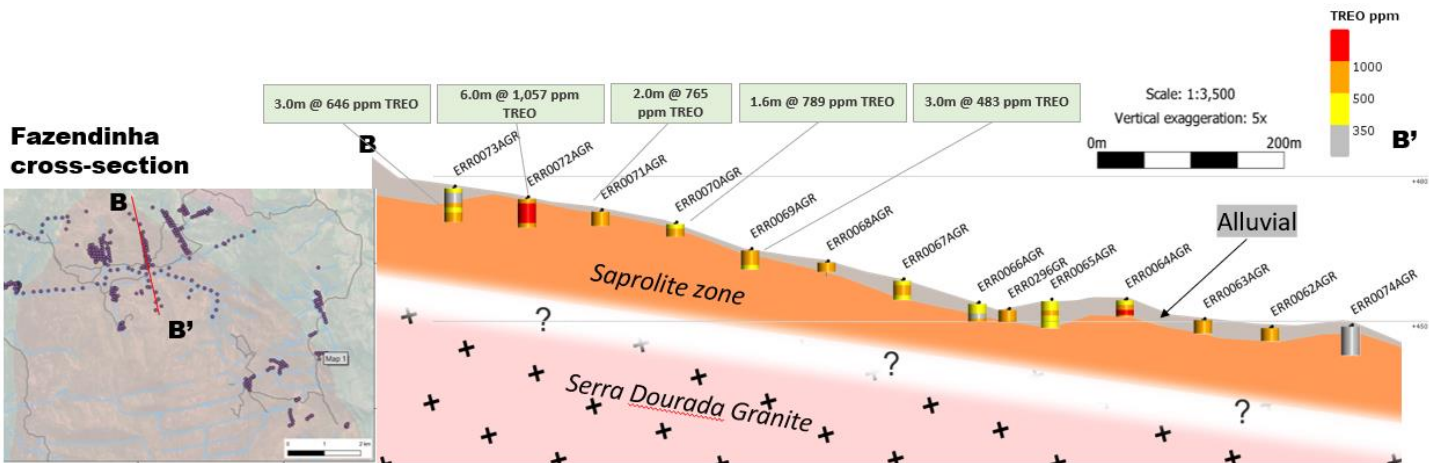 TREO ppm
1000
500
350
3.0m @ 646 ppm TREO
6.0m @ 1,057 ppm
TREO
2.0m @ 765
ppm TREO
1.6m @ 789 ppm TREO
3.0m @ 483 ppm TREO
Scale: 1:3,500
Vertical exaggeration: 5x
0m
200m
Fazendinha
cross-section
B
B'
ERR0073AGR
ERR0072AGR
ERR0071AGR
ERR0070AGR
ERR0069AGR
ERR0068AGR
ERR0067AGR
ERR0066AGR
ERR0296GR
ERR0065AGR
ERR0064AGR
ERR0063AGR
ERR0062AGR
ERR0074AGR
+480
+450
Alluvial
Saprolite zone
?
?
?
?
Serra Dourada Granite
B
B'
Map 1
0
1
2 km